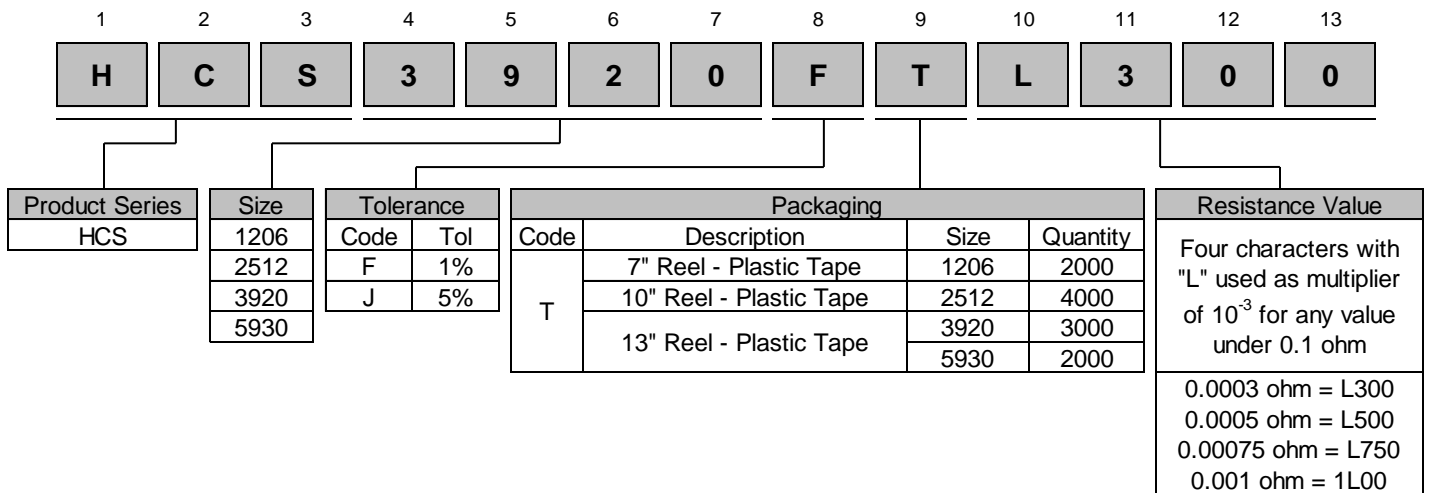 1 2 3 4 5 6 7 8 9 10 11 12 13
H C S 3 9 2 0 F T L 3 0 0
Product Series
HCS
Size
1206
2512
3920
5930
Tolerance
Code Tol
F 1%
J 5%
Packaging
Code Description Size Quantity
T
7" Reel - Plastic Tape 1206 2000
10" Reel - Plastic Tape 2512 4000
13" Reel - Plastic Tape
3920 3000
5930 2000
Resistance Value
Four characters with
"L" used as multiplier
of 10⁻³ for any value
under 0.1 ohm
0.0003 ohm = L300
0.0005 ohm = L500
0.00075 ohm = L750
0.001 ohm = 1L00